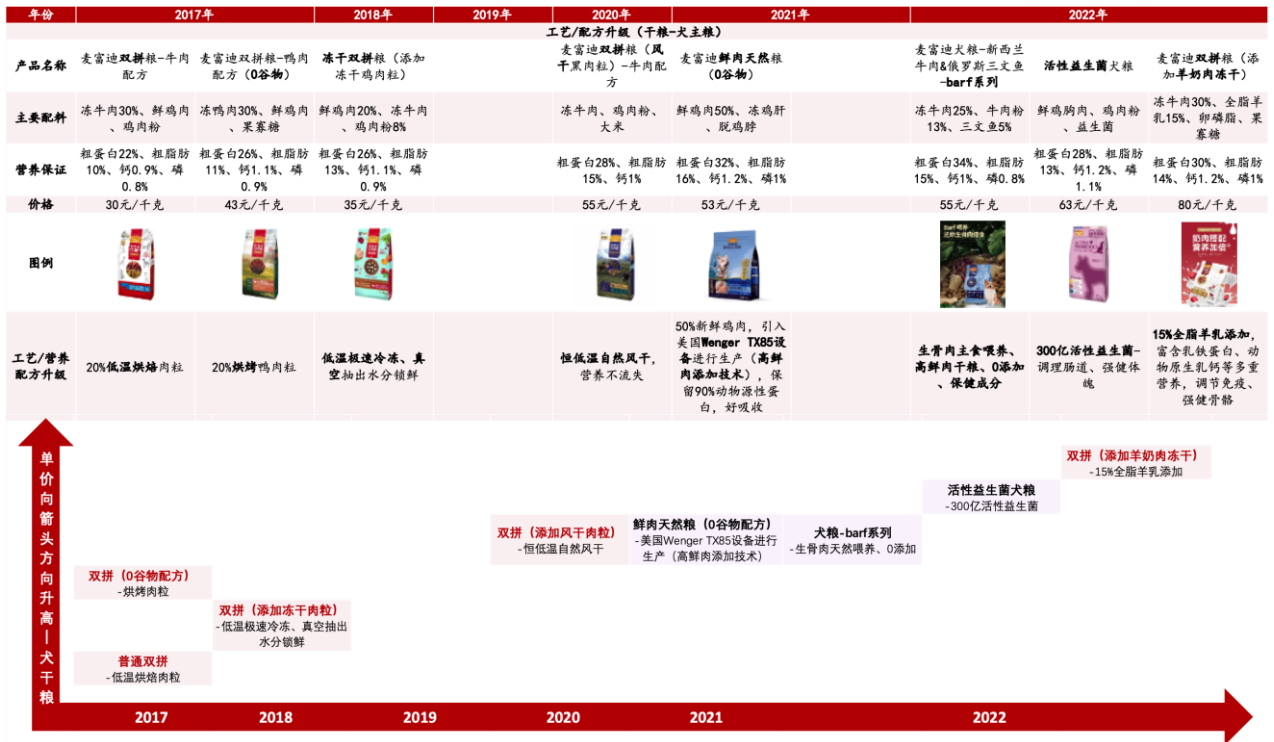 年份 2017年 2018年 2019年 2020年 2021年 2022年
工艺/配方升级（干粮-犬主粮）
产品名称
麦富迪双拼粮-牛肉
配方
麦富迪双拼粮-鸭肉
配方（0谷物）
冻干双拼粮（添加
冻干鸡肉粒）
麦富迪双拼粮（风
干黑肉粒）-牛肉配
方
麦富迪鲜肉天然粮
（0谷物）
麦富迪犬粮-新西兰
牛肉&俄罗斯三文鱼
-barf系列
活性益生菌犬粮
麦富迪双拼粮（添
加羊奶肉冻干）
主要配料
冻牛肉30%、鲜鸡肉
、鸡肉粉
冻鸭肉30%、鲜鸡肉
、果寡糖
鲜鸡肉20%、冻牛肉
、鸡肉粉8%
冻牛肉、鸡肉粉、
大米
鲜鸡肉50%、冻鸡肝
、脱鸡脖
冻牛肉25%、牛肉粉
13%、三文鱼5%
鲜鸡胸肉、鸡肉粉
、益生菌
冻牛肉30%、全脂羊
乳15%、卵磷脂、果
寡糖
营养保证
粗蛋白22%、粗脂肪
10%、钙0.9%、磷
0.8%
粗蛋白26%、粗脂肪
11%、钙1.1%、磷
0.9%
粗蛋白26%、粗脂肪
13%、钙1.1%、磷
0.9%
粗蛋白28%、粗脂肪
15%、钙1%
粗蛋白32%、粗脂肪
16%、钙1.2%、磷1%
粗蛋白34%、粗脂肪
15%、钙1%、磷0.8%
粗蛋白28%、粗脂肪
13%、钙1.2%、磷
1.1%
粗蛋白30%、粗脂肪
14%、钙1.2%、磷1%
价格 30元/千克 43元/千克 35元/千克 55元/千克 53元/千克 55元/千克 63元/千克 80元/千克
图例
Barf喂养
奶肉搭配
营养加倍
工艺/营养
配方升级
20%低温烘焙肉粒
20%烘烤鸭肉粒
低温极速冷冻、真
空抽出水分锁鲜
恒低温自然风干，
营养不流失
50%新鲜鸡肉，引入
美国Wenger TX85设
备进行生产（高鲜
肉添加技术），保
留90%动物源性蛋
白，好吸收
生骨肉主食喂养、
高鲜肉干粮、0添加
、保健成分
300亿活性益生菌-
调理肠道、强健体
魄
15%全脂羊乳添加，
富含乳铁蛋白、动
物原生乳钙等多重
营养，调节免疫、
强健骨骼
单价向箭头方向升高—犬干粮
双拼（添加羊奶肉冻干）
-15%全脂羊乳添加
活性益生菌犬粮
-300亿活性益生菌
双拼（添加风干肉粒）
-恒低温自然风干
鲜肉天然粮（0谷物配方）
-美国Wenger TX85设备进行
生产（高鲜肉添加技术）
犬粮-barf系列
-生骨肉天然喂养、0添加
双拼（0谷物配方）
-烘烤肉粒
双拼（添加冻干肉粒）
-低温极速冷冻、真空抽出
水分锁鲜
普通双拼
-低温烘焙肉粒
2017 2018 2019 2020 2021 2022